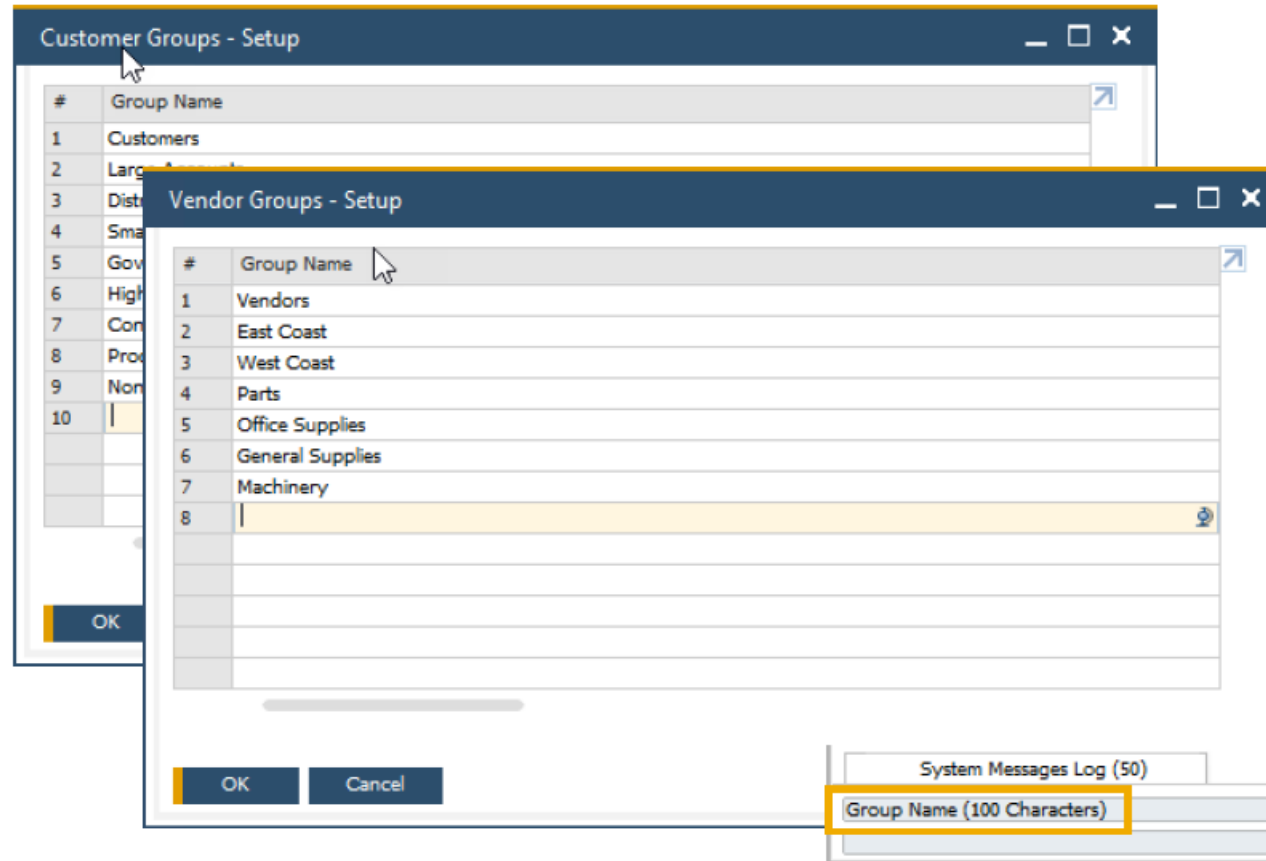 Customer Groups - Setup
# Group Name
1 Customers
2
3
4
5
6
7
8
9
10
Vendor Groups - Setup
# Group Name
1 Vendors
2 East Coast
3 West Coast
4 Parts
5 Office Supplies
6 General Supplies
7 Machinery
8
OK
OK Cancel
System Messages Log (50)
Group Name (100 Characters)